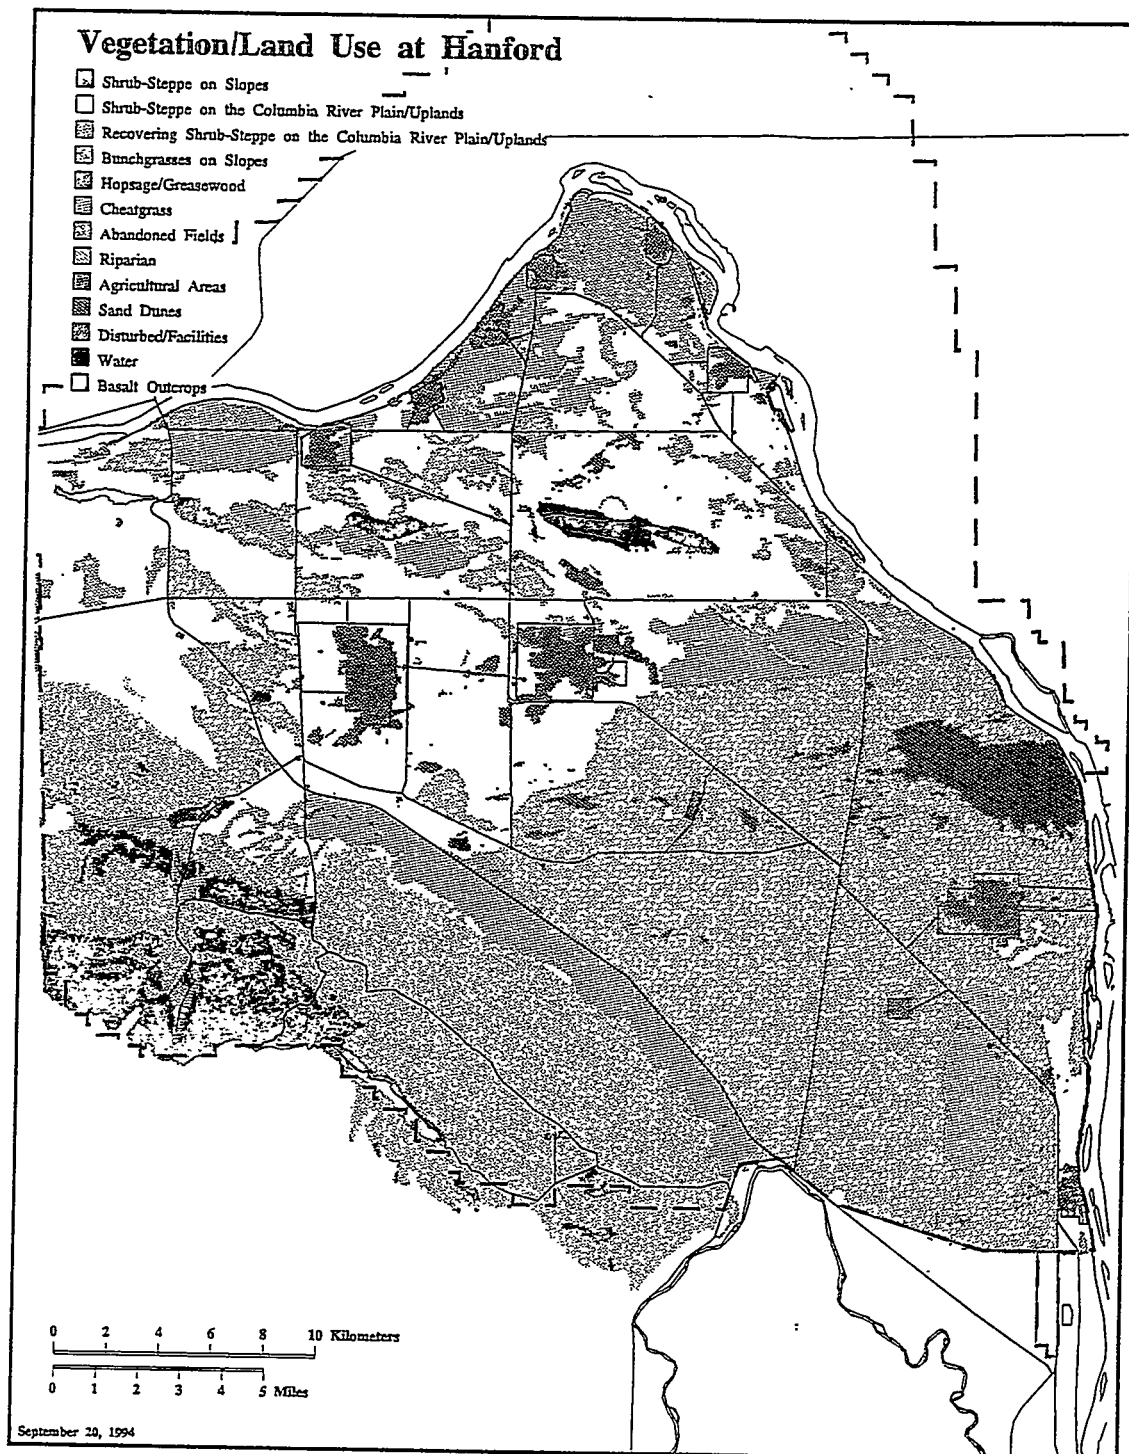 Vegetation/Land Use at Hanford
Shrub-Steppe on Slopes
Shrub-Steppe on the Columbia River Plain/Uplands
Recovering Shrub-Steppe on the Columbia River Plain/Uplands
Bunchgrasses on Slopes
Hopsage/Greasewood
Cheatgrass
Abandoned Fields
Riparian
Agricultural Areas
Sand Dunes
Disturbed/Facilities
Water
Basalt Outcrops
0 2 4 6 8 10 Kilometers
0 1 2 3 4 5 Miles
September 20, 1994